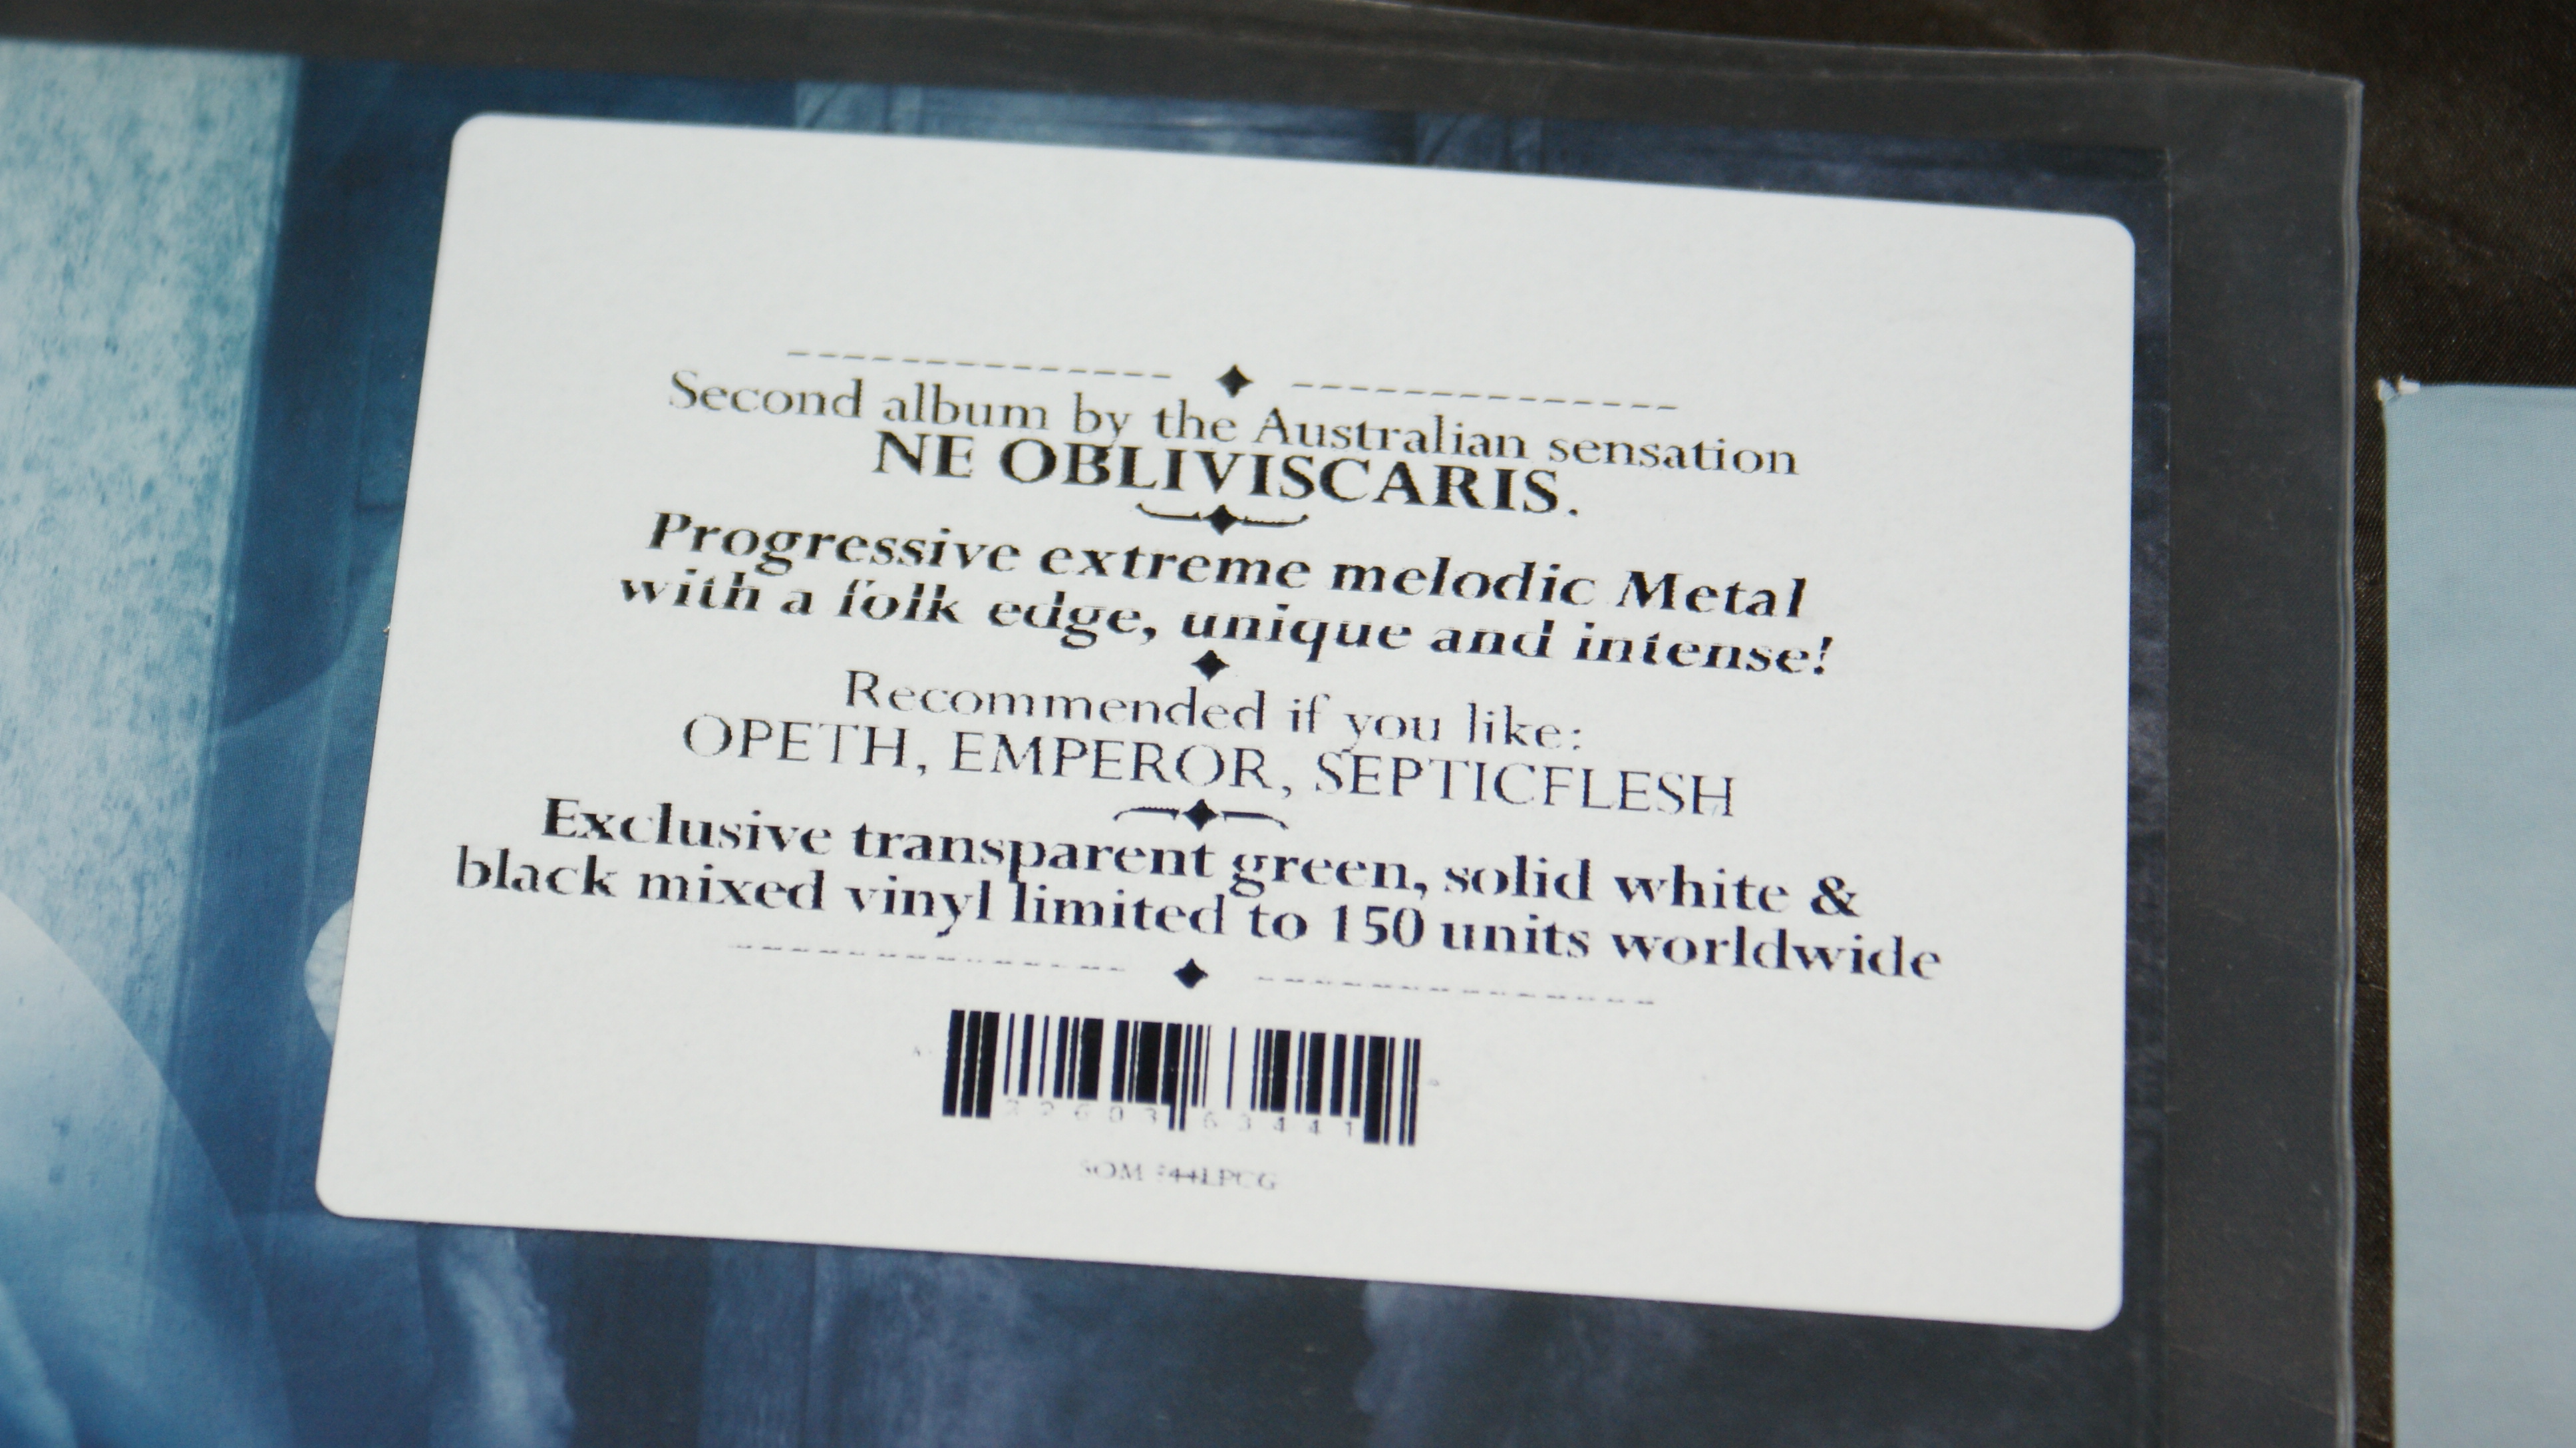 Second album by the Australian sensation
NE OBLIVISCARIS.
Progressive extreme melodic Metal
with a folk edge, unique and intense!
Recommended if you like:
OPETH, EMPEROR, SEPTICFLESH
Exclusive transparent green, solid white &
black mixed vinyl limited to 150 units worldwide